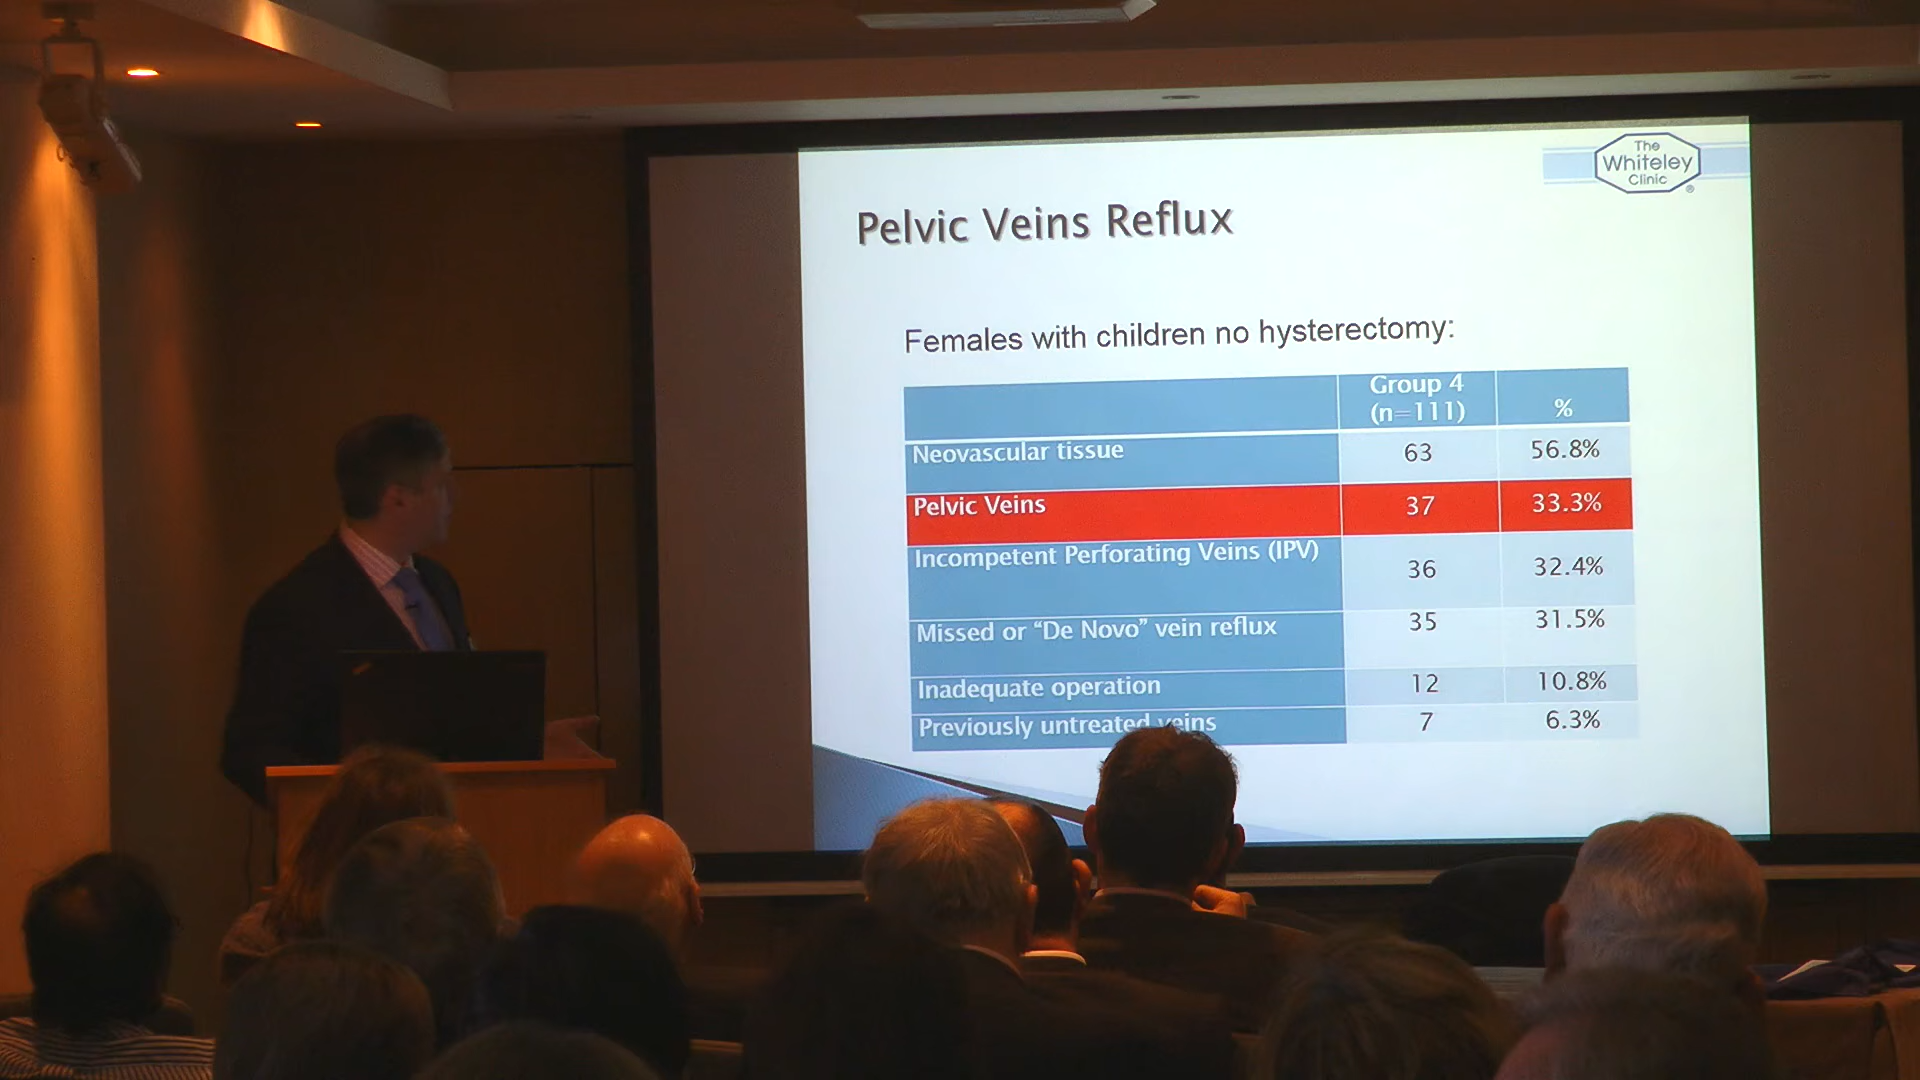 The
Whiteley
Clinic
®
Pelvic Veins Reflux
Females with children no hysterectomy:
Group 4
(n=111) %
Neovascular tissue 63 56.8%
Pelvic Veins 37 33.3%
Incompetent Perforating Veins (IPV) 36 32.4%
Missed or “De Novo” vein reflux 35 31.5%
Inadequate operation 12 10.8%
Previously untreated veins 7 6.3%